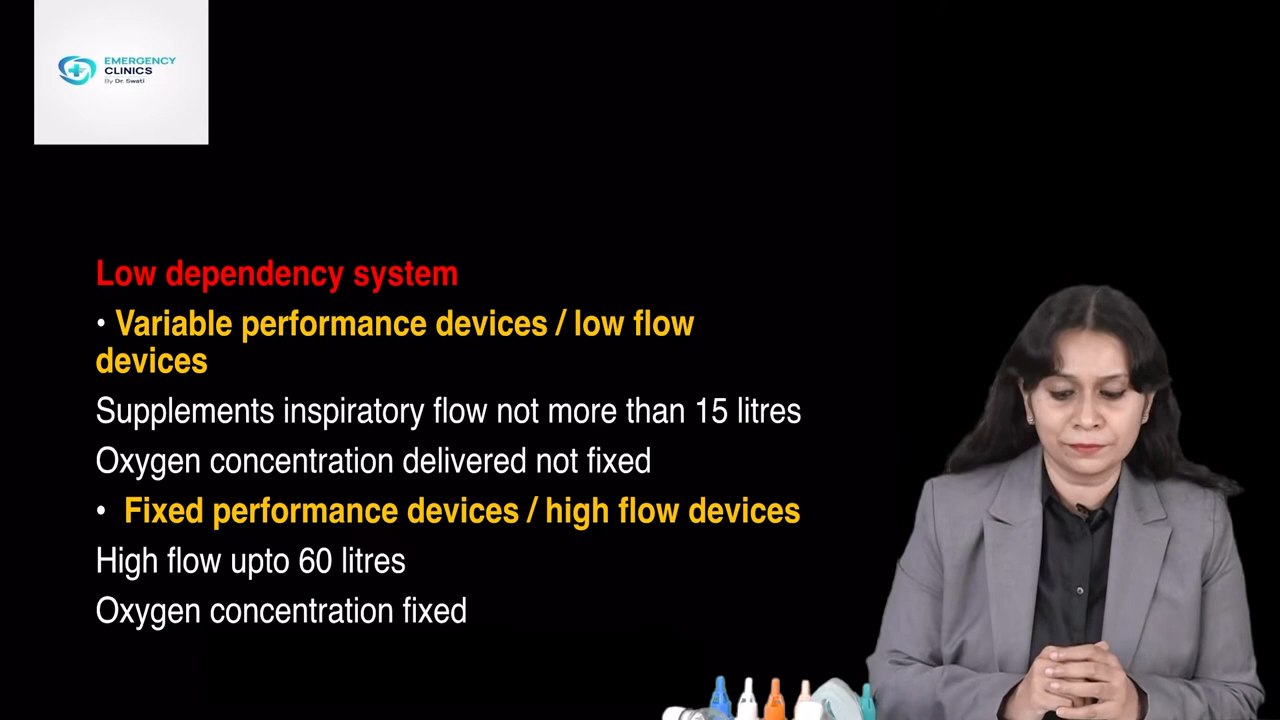 EMERGENCY
CLINICS
By Dr. Swati
Low dependency system
• Variable performance devices / low flow
devices
Supplements inspiratory flow not more than 15 litres
Oxygen concentration delivered not fixed
• Fixed performance devices / high flow devices
High flow upto 60 litres
Oxygen concentration fixed